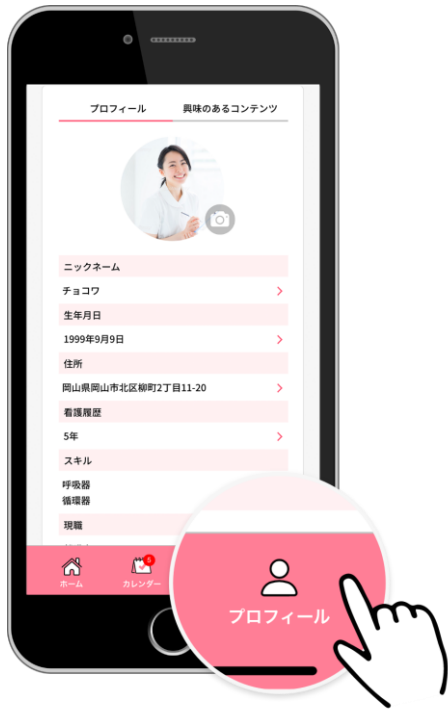 プロフィール 興味のあるコンテンツ
ニックネーム
チョコワ
生年月日
1999年9月9日
住所
岡山県岡山市北区柳町2丁目11-20
看護履歴
5年
スキル
呼吸器
循環器
現職
5
ホーム カレンダー
プロフィール